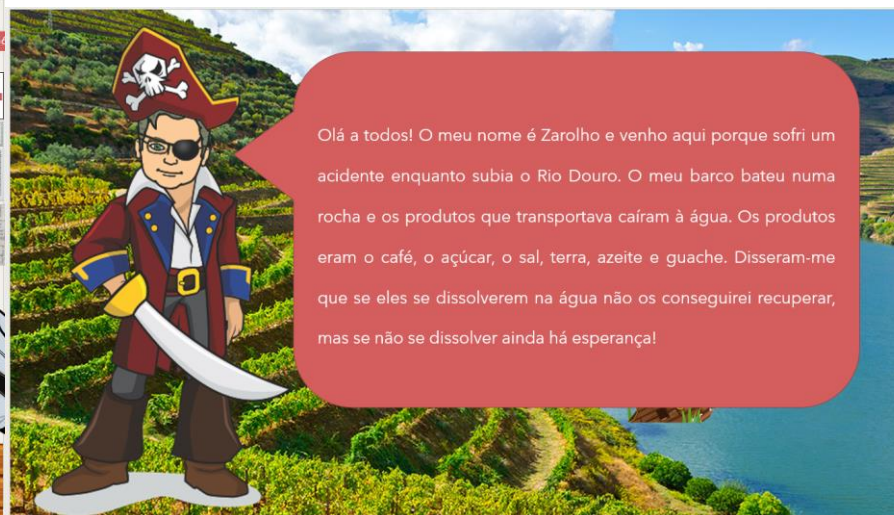 Olá a todos! O meu nome é Zarolho e venho aqui porque sofri um
acidente enquanto subia o Rio Douro. O meu barco bateu numa
rocha e os produtos que transportava caíram à água. Os produtos
eram o café, o açúcar, o sal, terra, azeite e guache. Disseram-me
que se eles se dissolverem na água não os conseguirei recuperar,
mas se não se dissolver ainda há esperança!